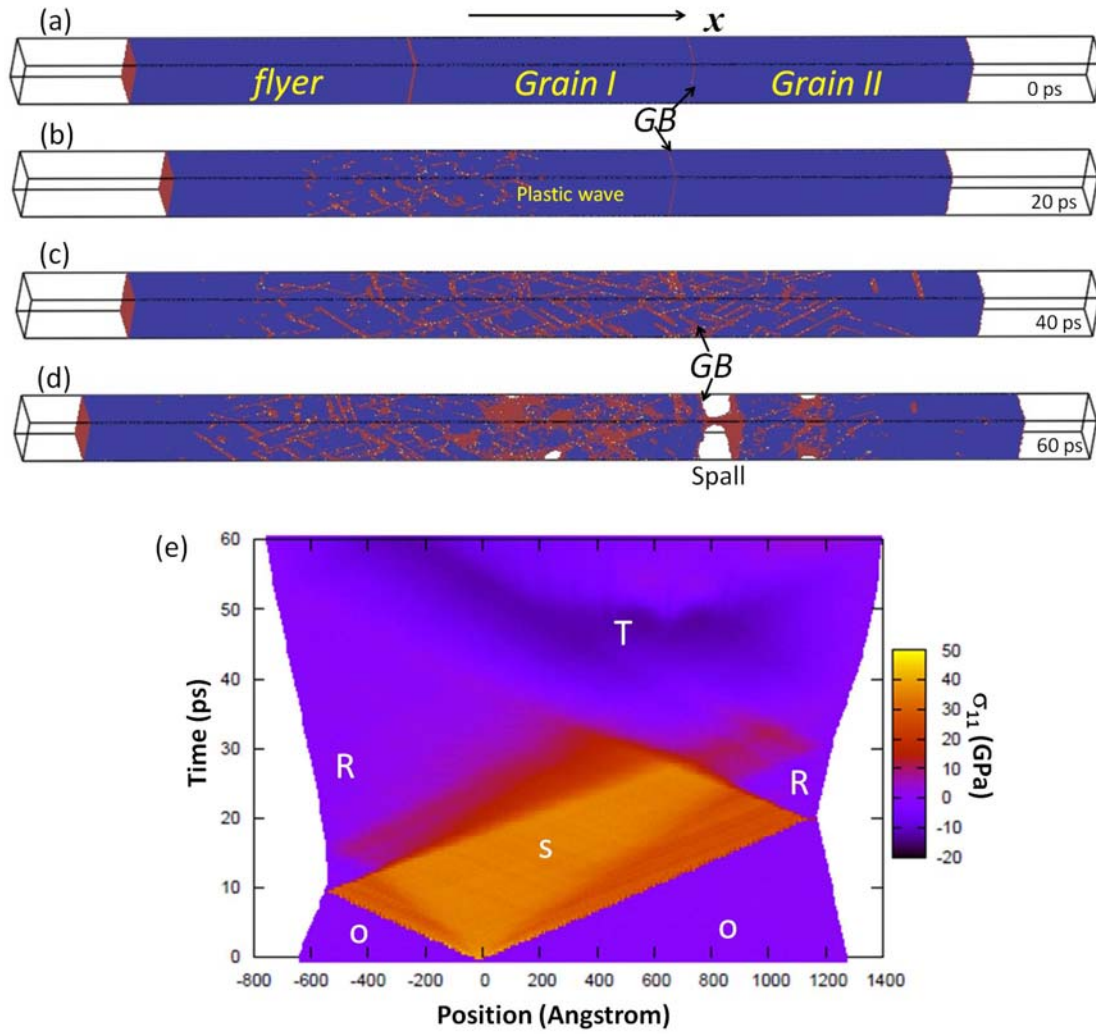 (a)
x
flyer
Grain I
Grain II
0 ps
GB
(b)
Plastic wave
20 ps
(c)
40 ps
GB
(d)
60 ps
Spall
(e)
60
50
40
30
20
10
0
T
R
R
S
O
O
-800 -600 -400 -200 0 200 400 600 800 1000 1200 1400
Time (ps)
Position (Angstrom)
50
40
30
20
10
0
-10
-20
σ11 (GPa)